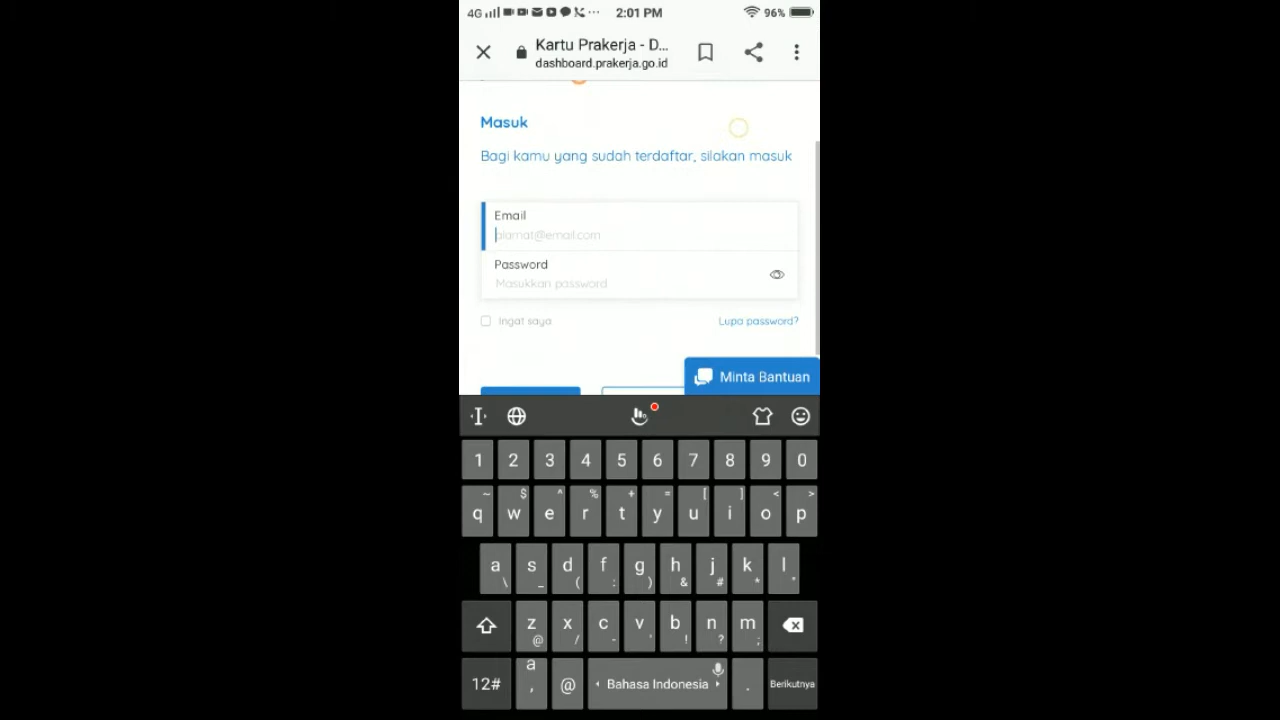 4G 2:01 PM 96%
Kartu Prakerja - D...
dashboard.prakerja.go.id
Masuk
Bagi kamu yang sudah terdaftar, silakan masuk
Email
alamat@email.com
Password
Masukkan password
Ingat saya Lupa password?
Minta Bantuan
1 2 3 4 5 6 7 8 9 0
~ $ ^ % + = [ ] < >
q w e r t y u i o p
a s d f g h j k l
\ _ ( : ) & # * "
z x c v b n m
@ / - ' ! ? ;
12# a , @ Bahasa Indonesia . Berikutnya